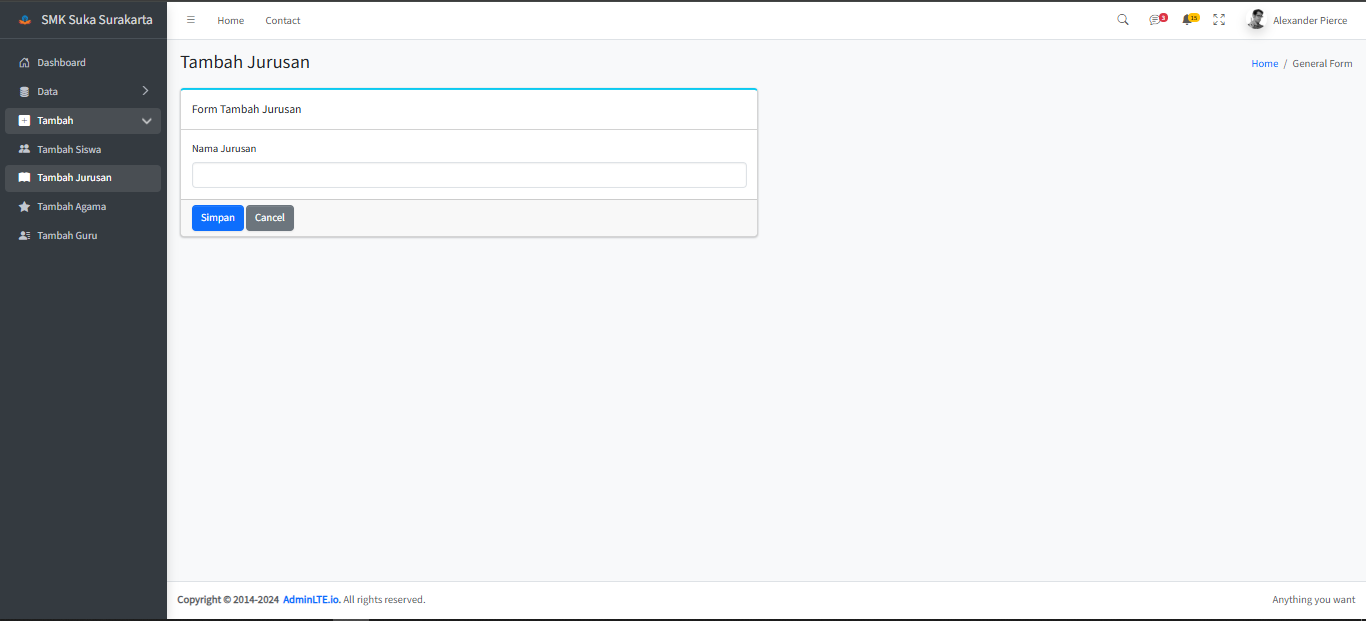 SMK Suka Surakarta
Home
Contact
3
15
Alexander Pierce
Dashboard
Data
Tambah
Tambah Siswa
Tambah Jurusan
Tambah Agama
Tambah Guru
Tambah Jurusan
Home / General Form
Form Tambah Jurusan
Nama Jurusan
Simpan
Cancel
Copyright © 2014-2024 AdminLTE.io. All rights reserved.
Anything you want